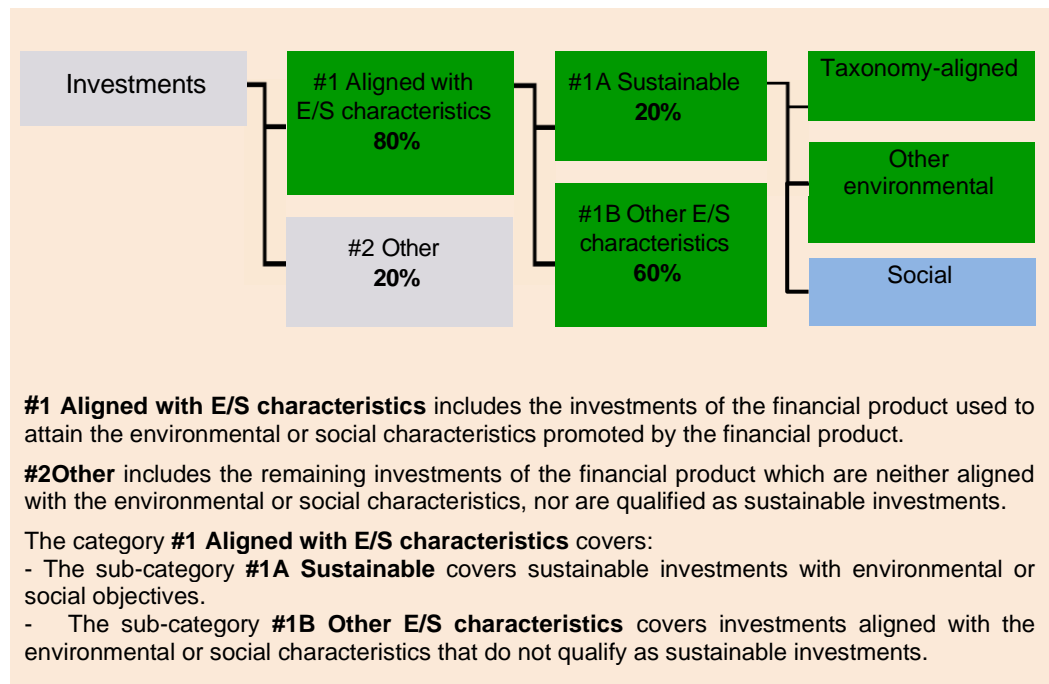 Investments
#1 Aligned with
E/S characteristics
80%
#2 Other
20%
#1A Sustainable
20%
#1B Other E/S
characteristics
60%
Taxonomy-aligned
Other
environmental
Social
#1 Aligned with E/S characteristics includes the investments of the financial product used to
attain the environmental or social characteristics promoted by the financial product.
#2Other includes the remaining investments of the financial product which are neither aligned
with the environmental or social characteristics, nor are qualified as sustainable investments.
The category #1 Aligned with E/S characteristics covers:
- The sub-category #1A Sustainable covers sustainable investments with environmental or
social objectives.
- The sub-category #1B Other E/S characteristics covers investments aligned with the
environmental or social characteristics that do not qualify as sustainable investments.